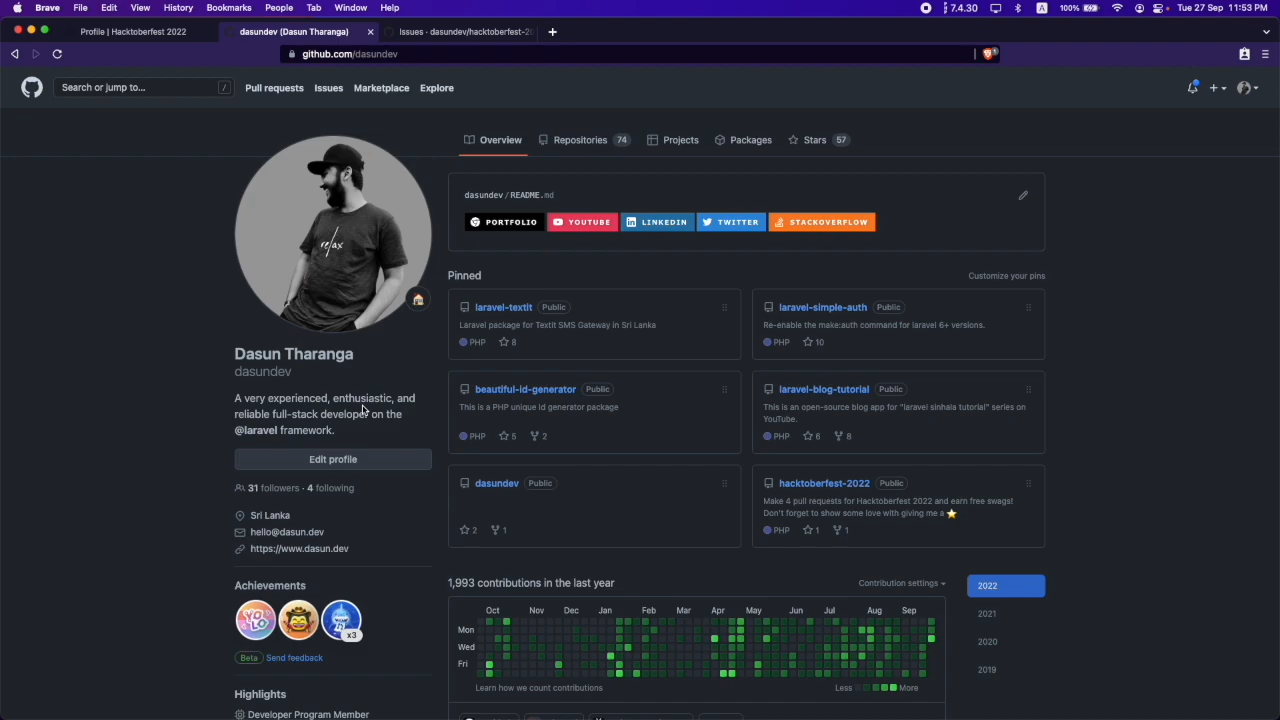 Brave File Edit View History Bookmarks People Tab Window Help 7.4.30 A 100% Tue 27 Sep 11:53 PM
Profile | Hacktoberfest 2022 dasundev (Dasun Tharanga) Issues · dasundev/hacktoberfest-20
github.com/dasundev
Search or jump to... / Pull requests Issues Marketplace Explore
Overview Repositories 74 Projects Packages Stars 57
dasundev/README.md
PORTFOLIO YOUTUBE LINKEDIN TWITTER STACKOVERFLOW
relax
Dasun Tharanga
dasundev
A very experienced, enthusiastic, and
reliable full-stack developer on the
@laravel framework.
Edit profile
31 followers · 4 following
Sri Lanka
hello@dasun.dev
https://www.dasun.dev
Achievements
x3
Beta Send feedback
Highlights
Developer Program Member
Pinned Customize your pins
laravel-textit Public
Laravel package for TextIt SMS Gateway in Sri Lanka
PHP 8
laravel-simple-auth Public
Re-enable the make:auth command for laravel 6+ versions.
PHP 10
beautiful-id-generator Public
This is a PHP unique id generator package
PHP 5 2
laravel-blog-tutorial Public
This is an open-source blog app for "laravel sinhala tutorial" series on
YouTube.
PHP 6 8
dasundev Public
2 1
hacktoberfest-2022 Public
Make 4 pull requests for Hacktoberfest 2022 and earn free swags!
Don't forget to show some love with giving me a ⭐
PHP 1 1
1,993 contributions in the last year Contribution settings
Oct Nov Dec Jan Feb Mar Apr May Jun Jul Aug Sep
Mon
Wed
Fri
Learn how we count contributions Less More
2022
2021
2020
2019